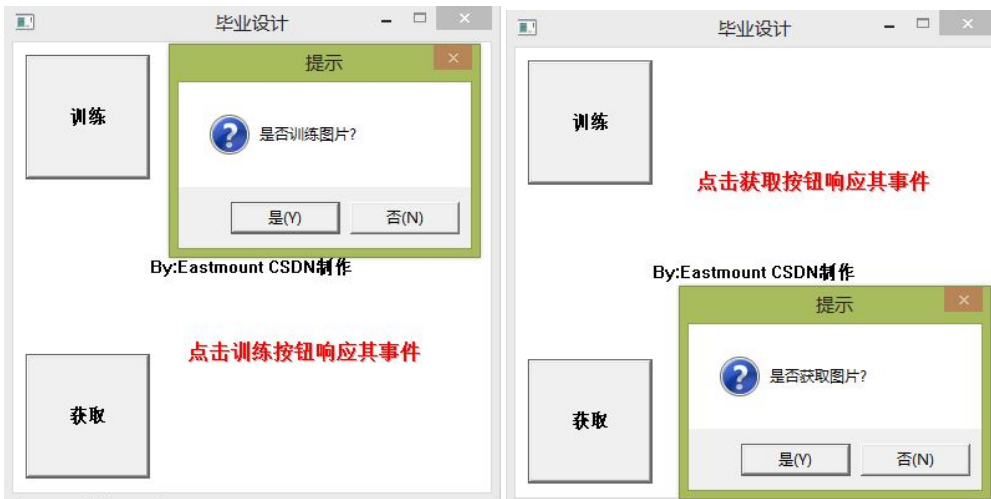 毕业设计
提示
训练
是否训练图片?
是(Y)
否(N)
By:Eastmount CSDN制作
点击训练按钮响应其事件
获取
毕业设计
训练
点击获取按钮响应其事件
By:Eastmount CSDN制作
提示
是否获取图片?
获取
是(Y)
否(N)